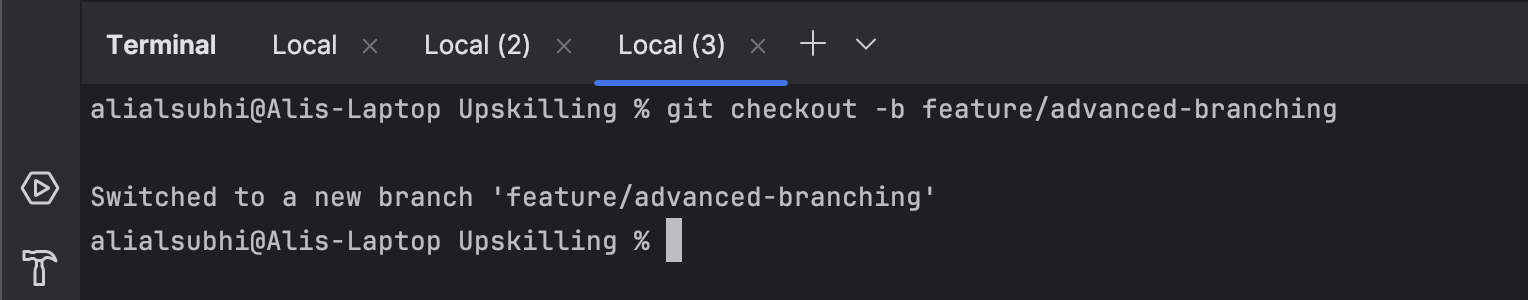 Terminal Local Local (2) Local (3)
alialsubhi@Alis-Laptop Upskilling % git checkout -b feature/advanced-branching
Switched to a new branch 'feature/advanced-branching'
alialsubhi@Alis-Laptop Upskilling %